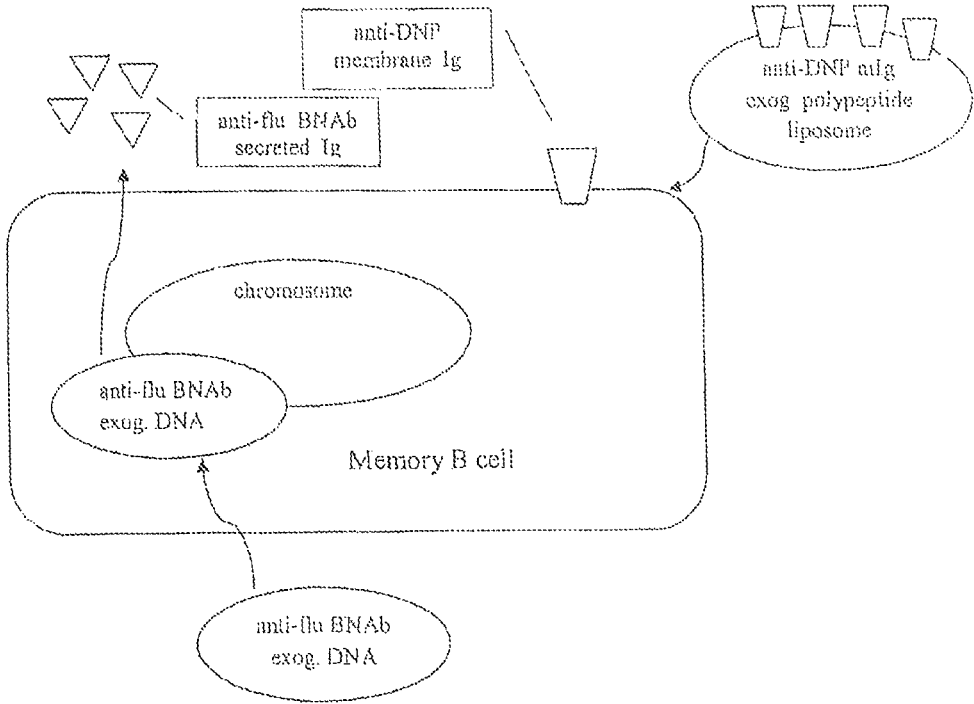 anti-DNP
membrane Ig
anti-DNP mIg
exog polypeptide
liposome
anti-flu BNAb
secreted Ig
chromosome
anti-flu BNAb
exog. DNA
Memory B cell
anti-flu BNAb
exog. DNA